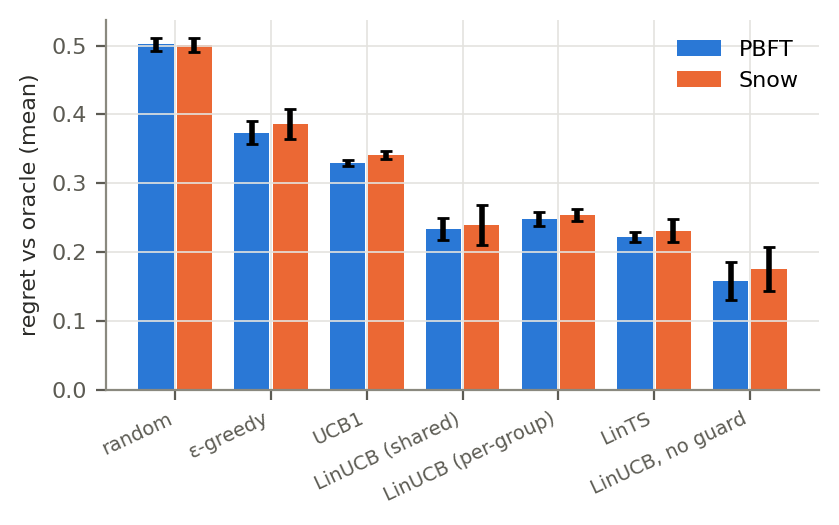 regret vs oracle (mean)
0.5
0.4
0.3
0.2
0.1
0.0
PBFT
Snow
random
ε-greedy
UCB1
LinUCB (shared)
LinUCB (per-group)
LinTS
LinUCB, no guard